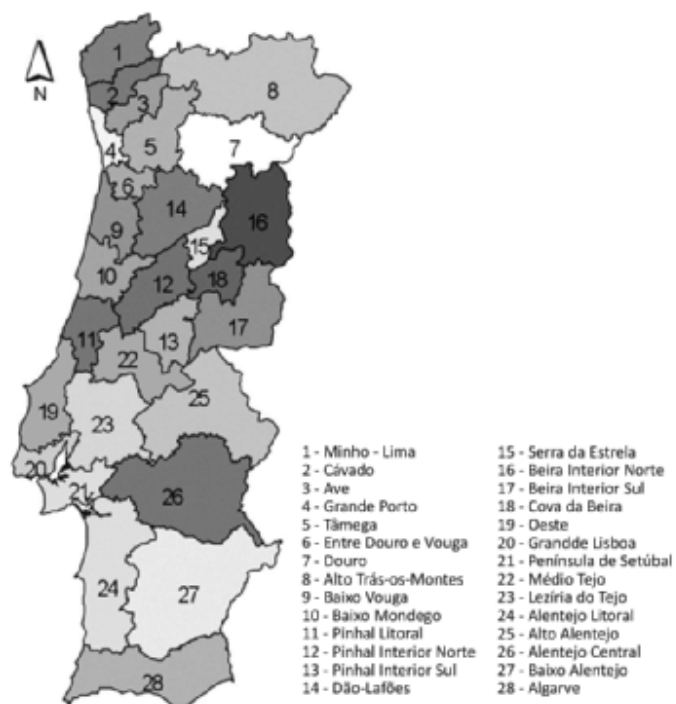 N
1
2
3
8
4
5
7
6
14
16
9
15
10
12
18
11
13
17
22
19
25
23
20
21
26
24
27
28
1 - Minho - Lima
2 - Cávado
3 - Ave
4 - Grande Porto
5 - Tâmega
6 - Entre Douro e Vouga
7 - Douro
8 - Alto Trás-os-Montes
9 - Baixo Vouga
10 - Baixo Mondego
11 - Pinhal Litoral
12 - Pinhal Interior Norte
13 - Pinhal Interior Sul
14 - Dão-Lafões
15 - Serra da Estrela
16 - Beira Interior Norte
17 - Beira Interior Sul
18 - Cova da Beira
19 - Oeste
20 - Grandde Lisboa
21 - Península de Setúbal
22 - Médio Tejo
23 - Lezíria do Tejo
24 - Alentejo Litoral
25 - Alto Alentejo
26 - Alentejo Central
27 - Baixo Alentejo
28 - Algarve